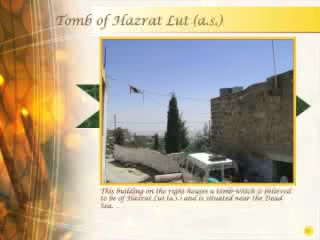 Tomb of Hazrat Lut (a.s.)
This building on the right houses a tomb which is believed
to be of Hazrat Lut (a.s.) and is situated near the Dead
Sea. . .